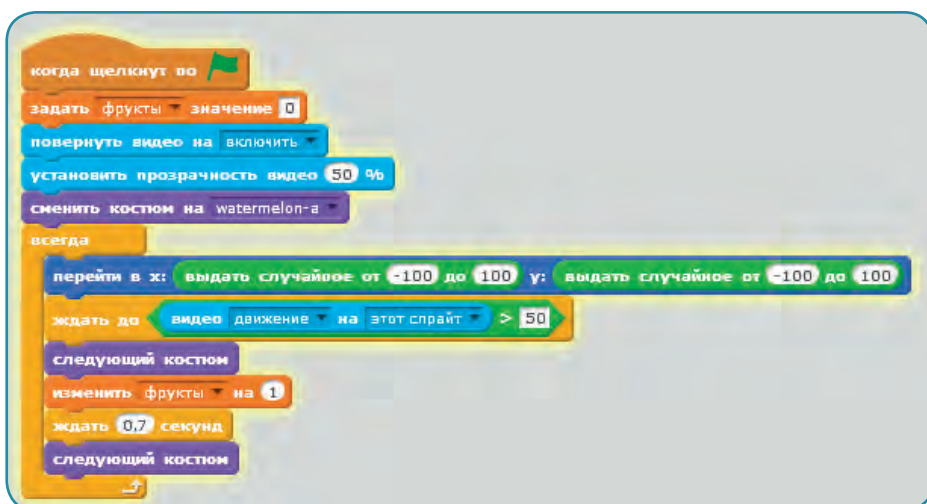 когда щелкнут по
задать фрукты значение 0
повернуть видео на включить
установить прозрачность видео 50 %
сменить костюм на watermelon-a
всегда
перейти в x: выдать случайное от -100 до 100 y: выдать случайное от -100 до 100
ждать до видео движение на этот спрайт > 50
следующий костюм
изменить фрукты на 1
ждать 0,7 секунд
следующий костюм